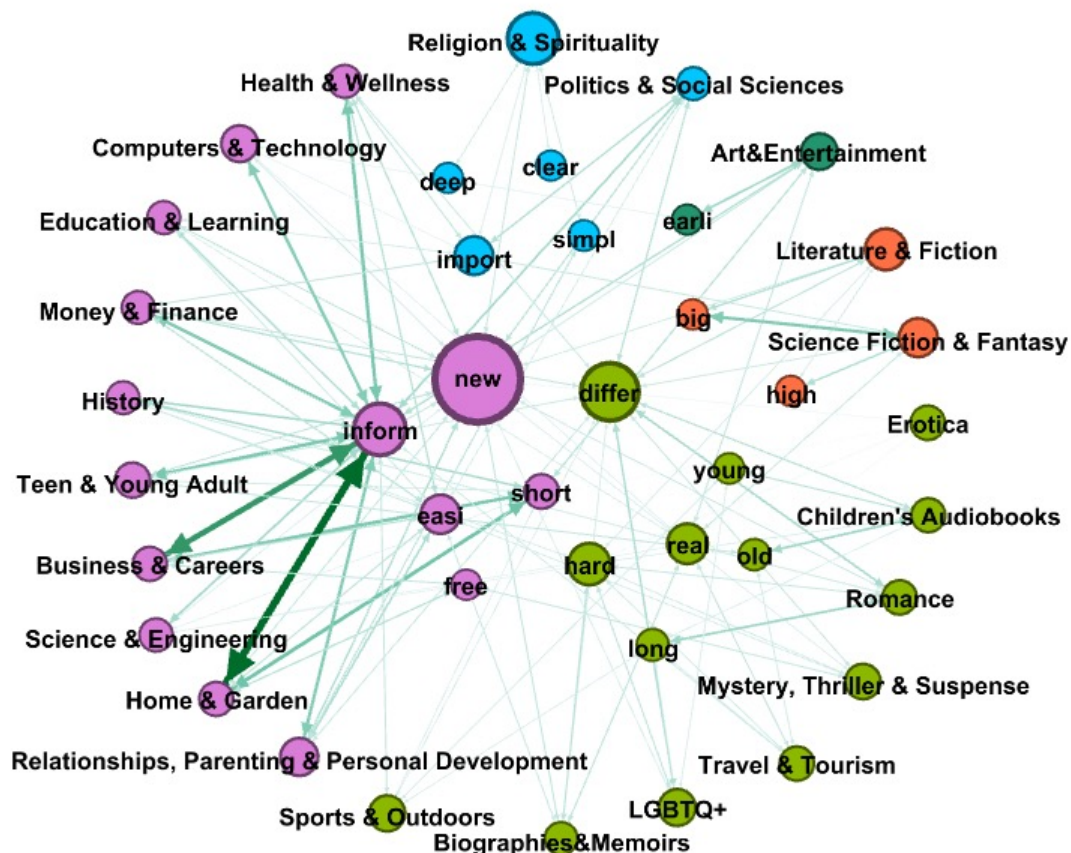 Religion & Spirituality
Health & Wellness
Politics & Social Sciences
Computers & Technology
Art&Entertainment
clear
deep
Education & Learning
earli
simpl
import
Literature & Fiction
Money & Finance
big
Science Fiction & Fantasy
new
differ
high
History
Erotica
inform
young
Teen & Young Adult
short
easi
Children's Audiobooks
real
old
Business & Careers
hard
free
Romance
Science & Engineering
long
Mystery, Thriller & Suspense
Home & Garden
Relationships, Parenting & Personal Development
Travel & Tourism
LGBTQ+
Sports & Outdoors
Biographies&Memoirs